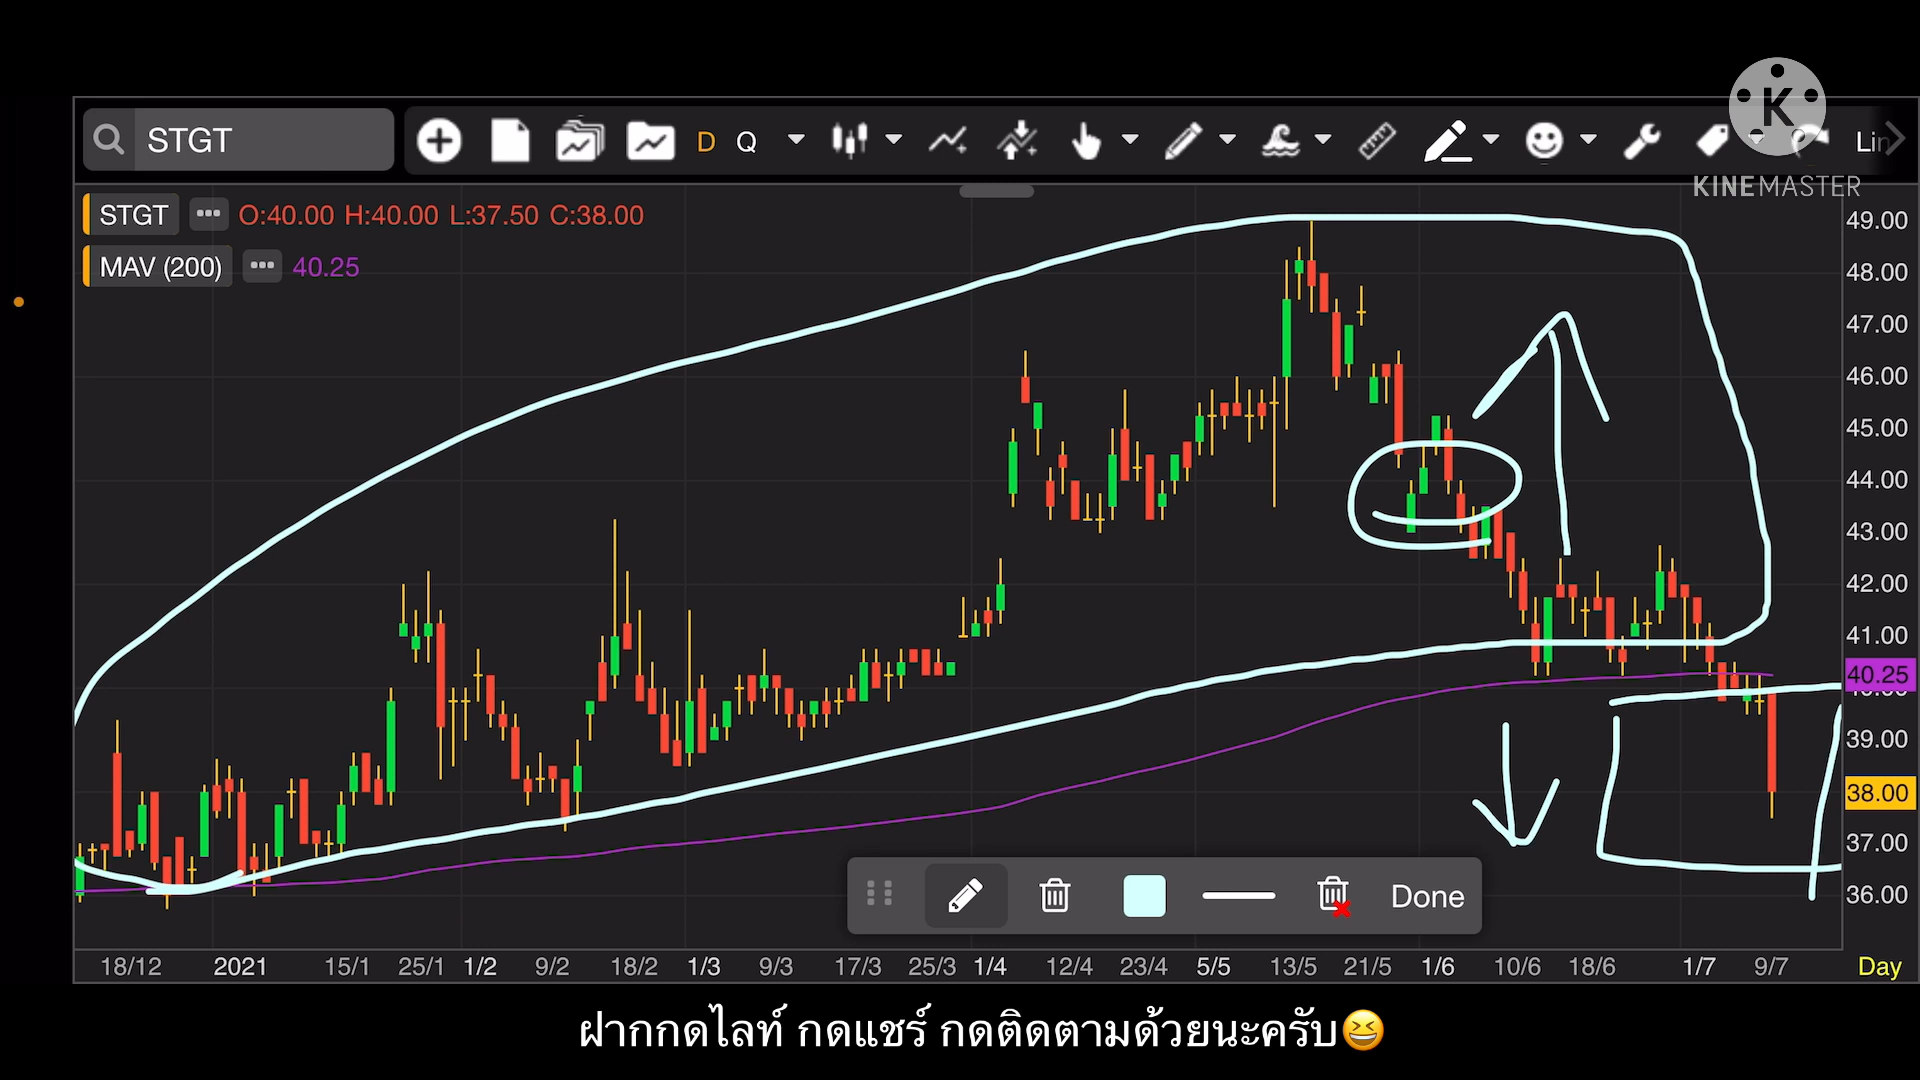 STGT
D Q
Lin
KINEMASTER
STGT ••• O:40.00 H:40.00 L:37.50 C:38.00
MAV (200) ••• 40.25
49.00
48.00
47.00
46.00
45.00
44.00
43.00
42.00
41.00
40.25
39.00
38.00
37.00
36.00
Done
18/12 2021 15/1 25/1 1/2 9/2 18/2 1/3 9/3 17/3 25/3 1/4 12/4 23/4 5/5 13/5 21/5 1/6 10/6 18/6 1/7 9/7 Day
ฝากกดไลท์ กดแชร์ กดติดตามด้วยนะครับ😆